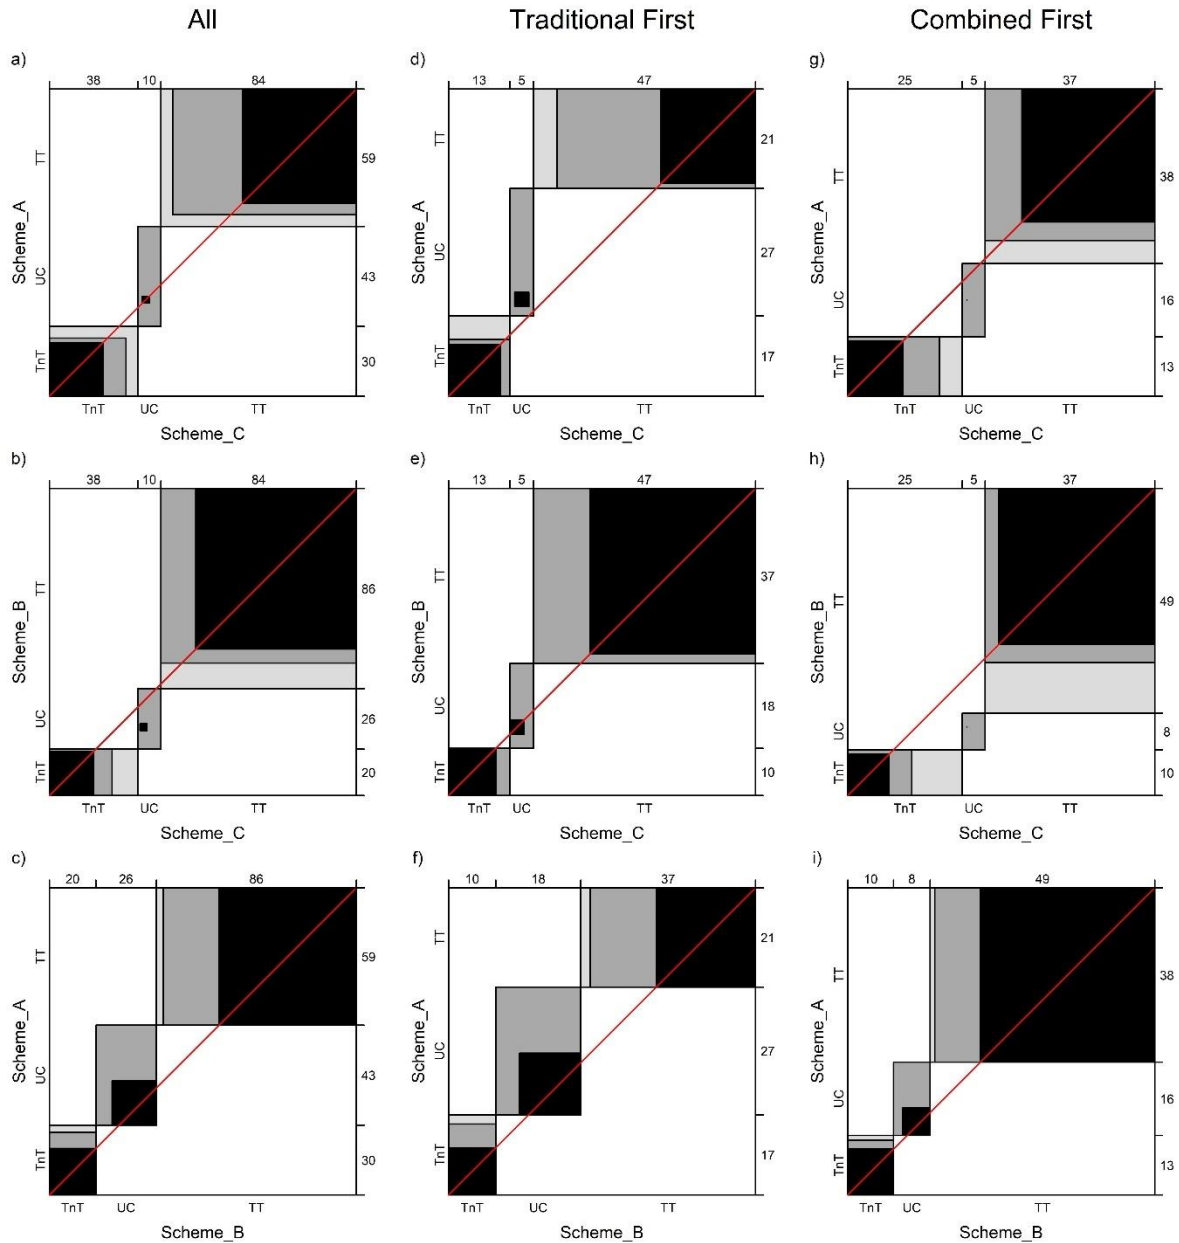 All Traditional First Combined First
a) d) g)
38 10 84 13 5 47 25 5 37
TT 59 TT 21 TT 38
Scheme_A Scheme_A Scheme_A
UC 43 UC 27 UC 16
TnT 30 TnT 17 TnT 13
TnT UC TT TnT UC TT TnT UC TT
Scheme_C Scheme_C Scheme_C
b) e) h)
38 10 84 13 5 47 25 5 37
TT 86 TT 37 TT 49
Scheme_B Scheme_B Scheme_B
UC 26 UC 18 UC 8
TnT 20 TnT 10 TnT 10
TnT UC TT TnT UC TT TnT UC TT
Scheme_C Scheme_C Scheme_C
c) f) i)
20 26 86 10 18 37 10 8 49
TT 59 TT 21 TT 38
Scheme_A Scheme_A Scheme_A
UC 43 UC 27 UC 16
TnT 30 TnT 17 TnT 13
TnT UC TT TnT UC TT TnT UC TT
Scheme_B Scheme_B Scheme_B